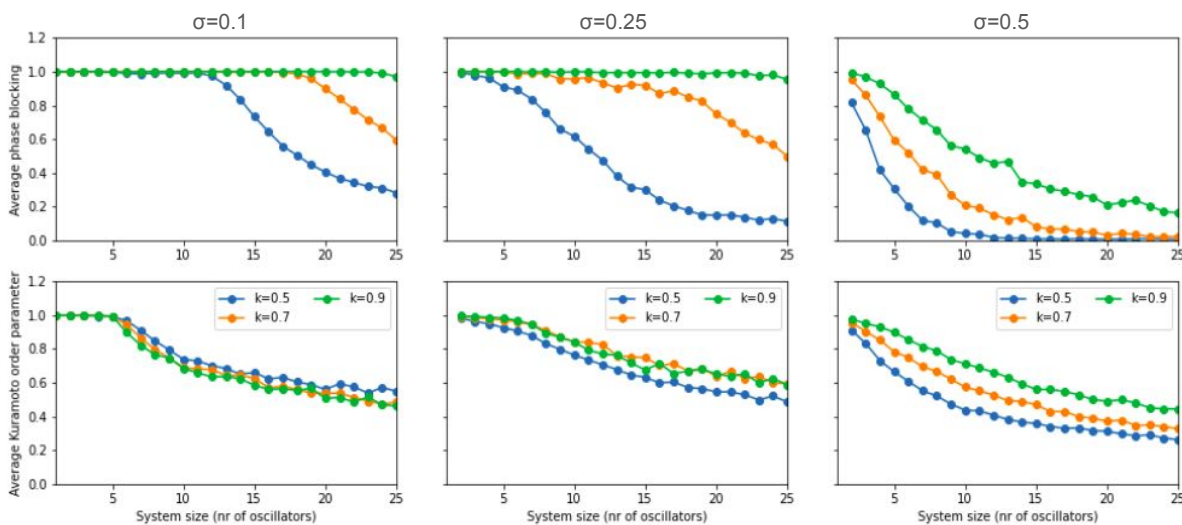 σ=0.1
σ=0.25
σ=0.5
Average phase blocking
1.2
1.0
0.8
0.6
0.4
0.2
0.0
5 10 15 20 25
5 10 15 20 25
5 10 15 20 25
Average Kuramoto order parameter
1.2
1.0
0.8
0.6
0.4
0.2
0.0
k=0.5 k=0.9
k=0.7
k=0.5 k=0.9
k=0.7
k=0.5 k=0.9
k=0.7
5 10 15 20 25
5 10 15 20 25
5 10 15 20 25
System size (nr of oscillators)
System size (nr of oscillators)
System size (nr of oscillators)